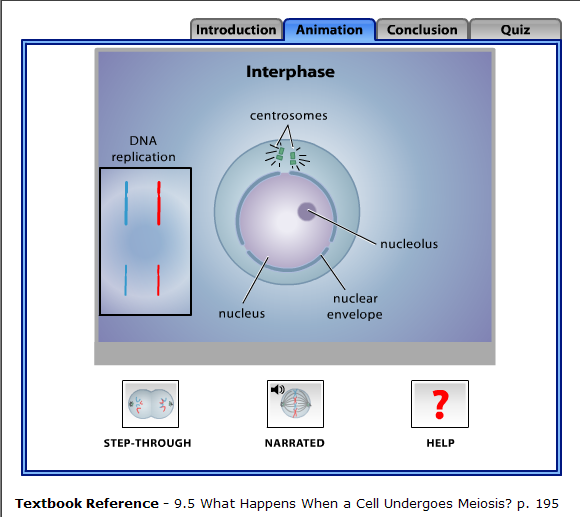 Introduction
Animation
Conclusion
Quiz
Interphase
centrosomes
DNA
replication
nucleolus
nucleus
nuclear
envelope
STEP-THROUGH
NARRATED
?
HELP
Textbook Reference - 9.5 What Happens When a Cell Undergoes Meiosis? p. 195